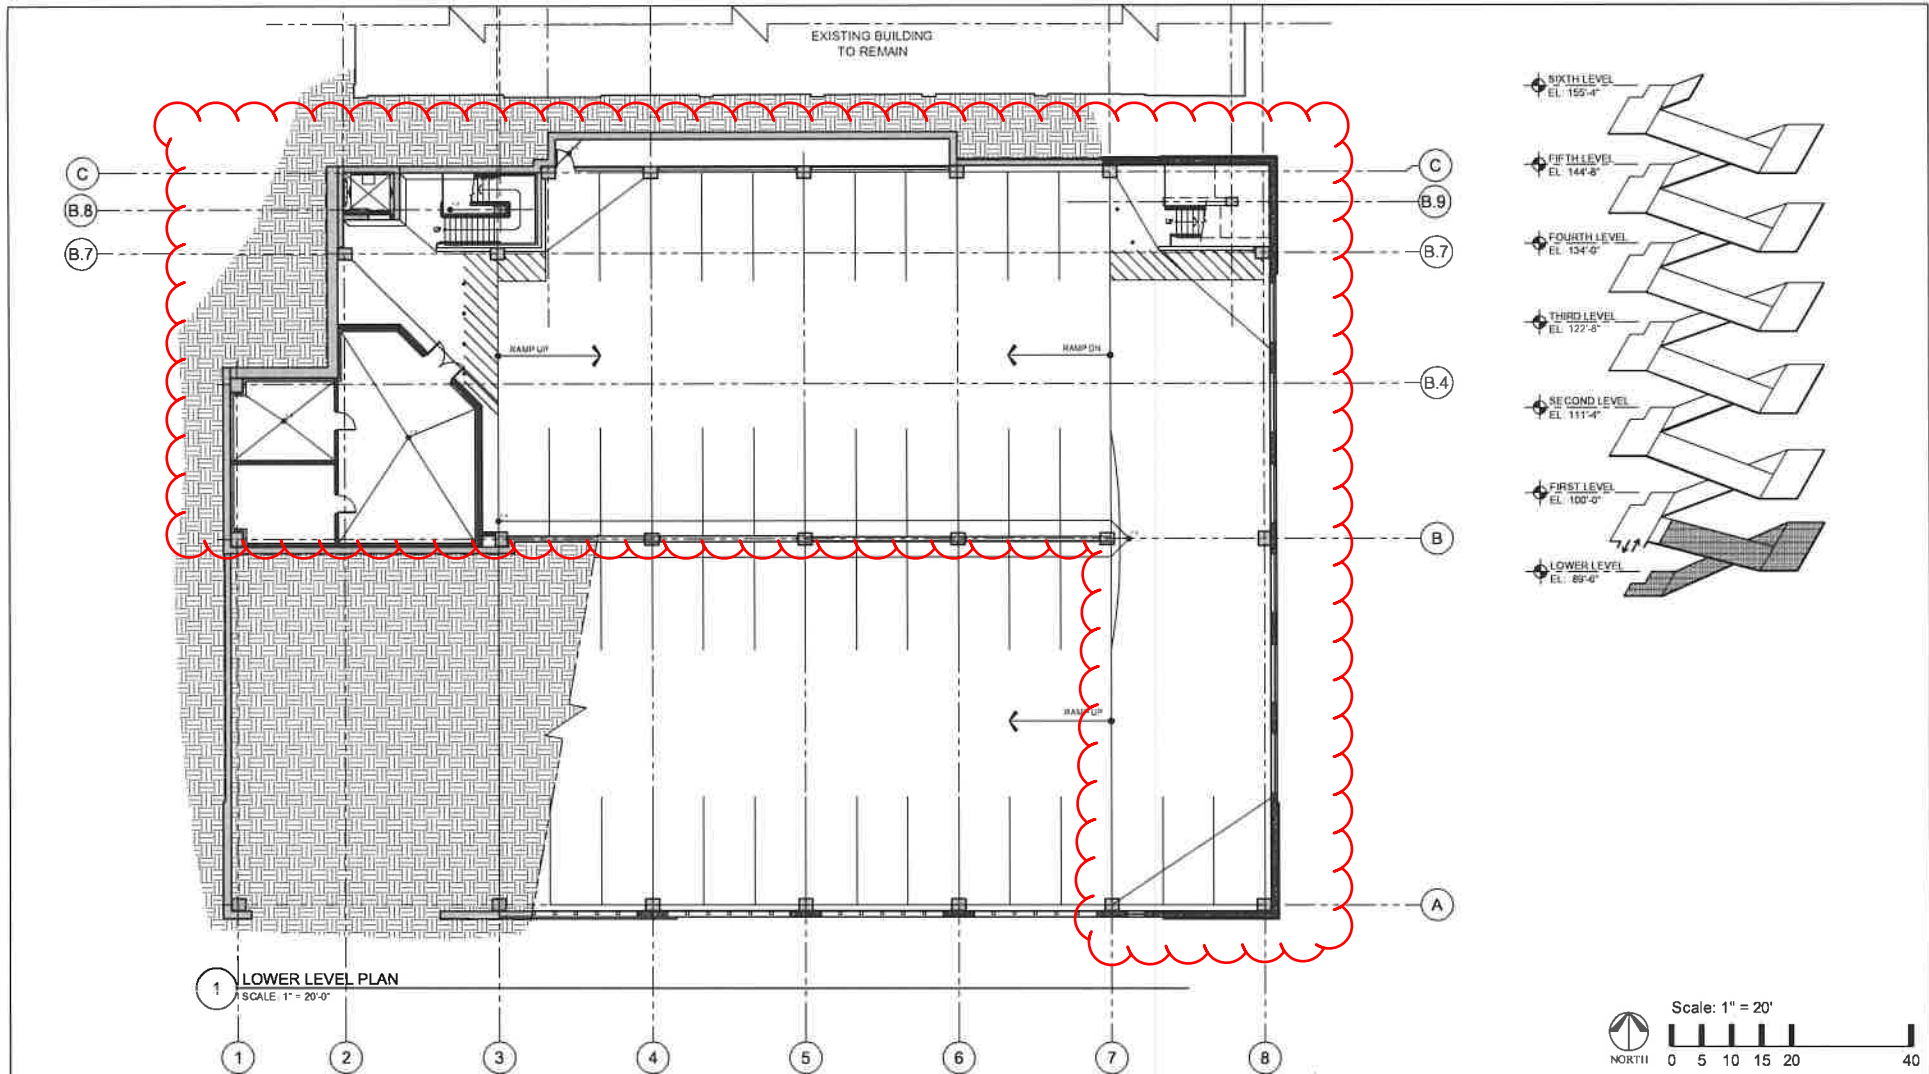 EXISTING BUILDING
TO REMAIN
C
B.8
B.7
C
B.9
B.7
B.4
B
A
RAMP UP
RAMP DN
RAMP UP
UP
SIXTH LEVEL
EL: 155'-4"
FIFTH LEVEL
EL: 144'-8"
FOURTH LEVEL
EL: 134'-0"
THIRD LEVEL
EL: 122'-8"
SECOND LEVEL
EL: 111'-4"
FIRST LEVEL
EL: 100'-0"
LOWER LEVEL
EL: 89'-6"
1 LOWER LEVEL PLAN
SCALE: 1" = 20'-0"
1 2 3 4 5 6 7 8
Scale: 1" = 20'
NORTH
0 5 10 15 20 40